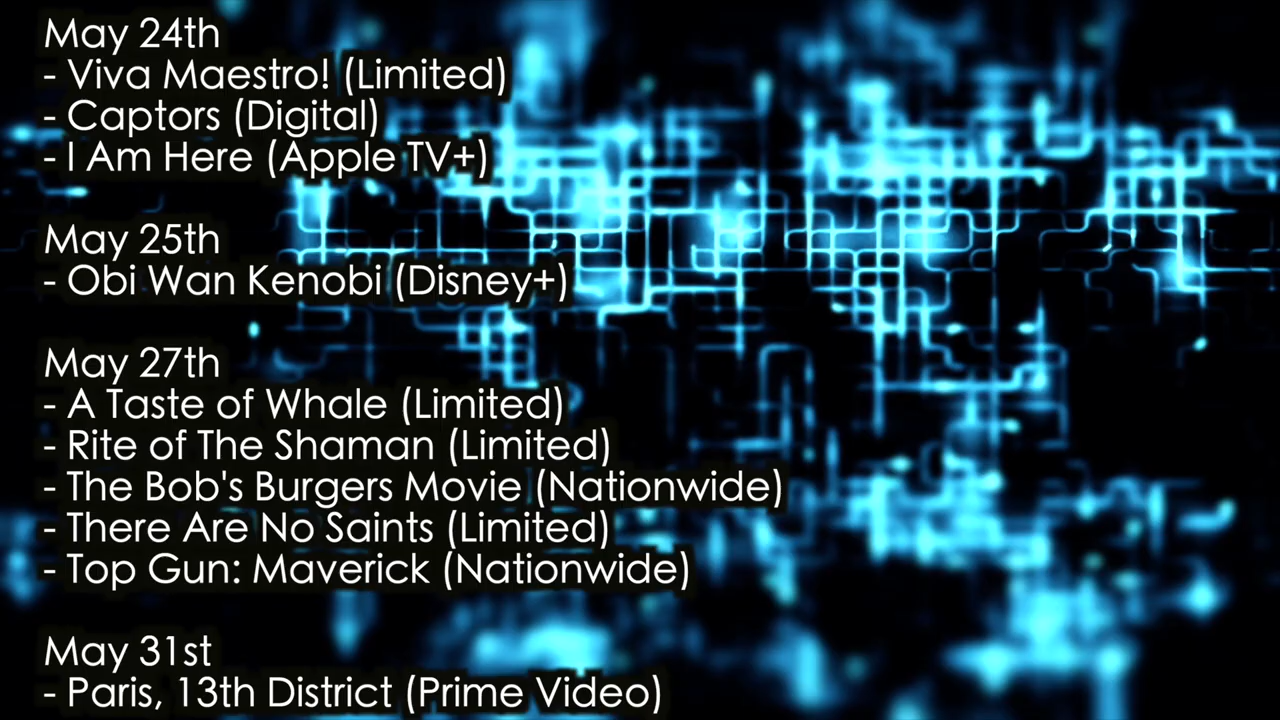 May 24th
- Viva Maestro! (Limited)
- Captors (Digital)
- I Am Here (Apple TV+)
May 25th
- Obi Wan Kenobi (Disney+)
May 27th
- A Taste of Whale (Limited)
- Rite of The Shaman (Limited)
- The Bob's Burgers Movie (Nationwide)
- There Are No Saints (Limited)
- Top Gun: Maverick (Nationwide)
May 31st
- Paris, 13th District (Prime Video)